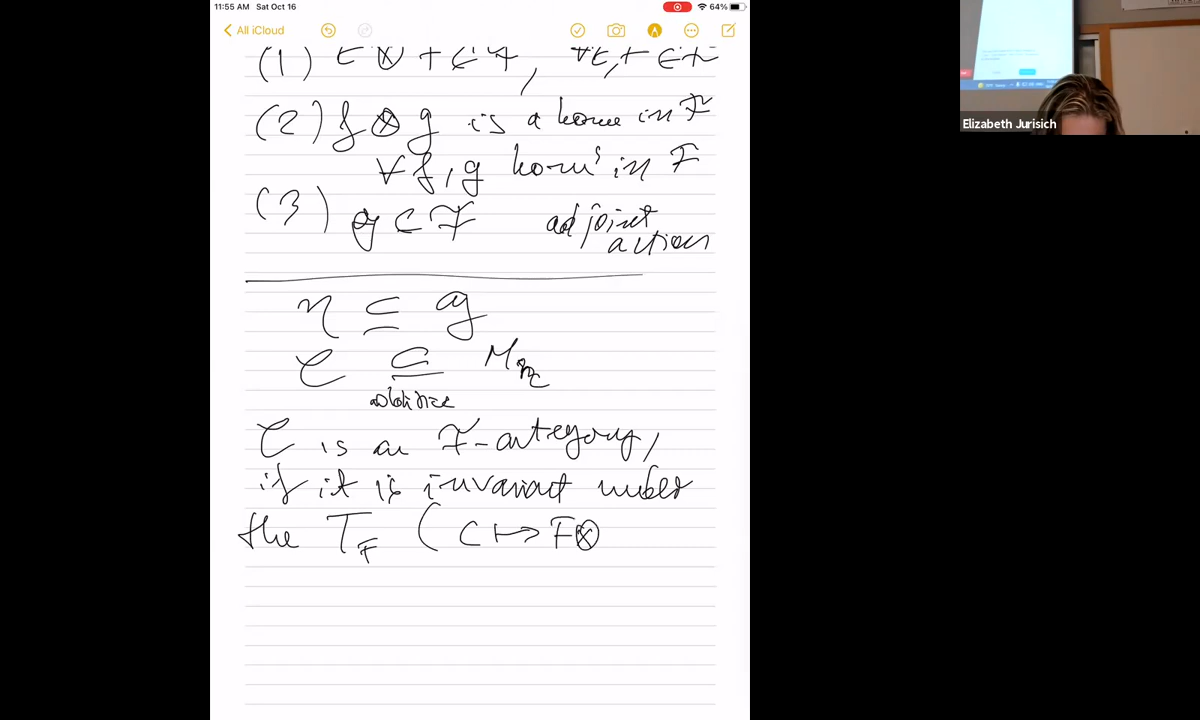 11:55 AM Sat Oct 16
64%
All iCloud
(1) E ⊗ F ∈ 𝓕, ∀ E, F ∈ 𝓕
(2) f ⊗ g is a hom in 𝓕
∀ f, g hom's in 𝓕
(3) 𝔤 ∈ 𝓕 adjoint
action
η ⊆ 𝔤
𝒞 ⊆
𝒞 is an 𝓕-category,
if it is invariant under
the T_F ( C ↦ F⊗
Elizabeth Jurisich